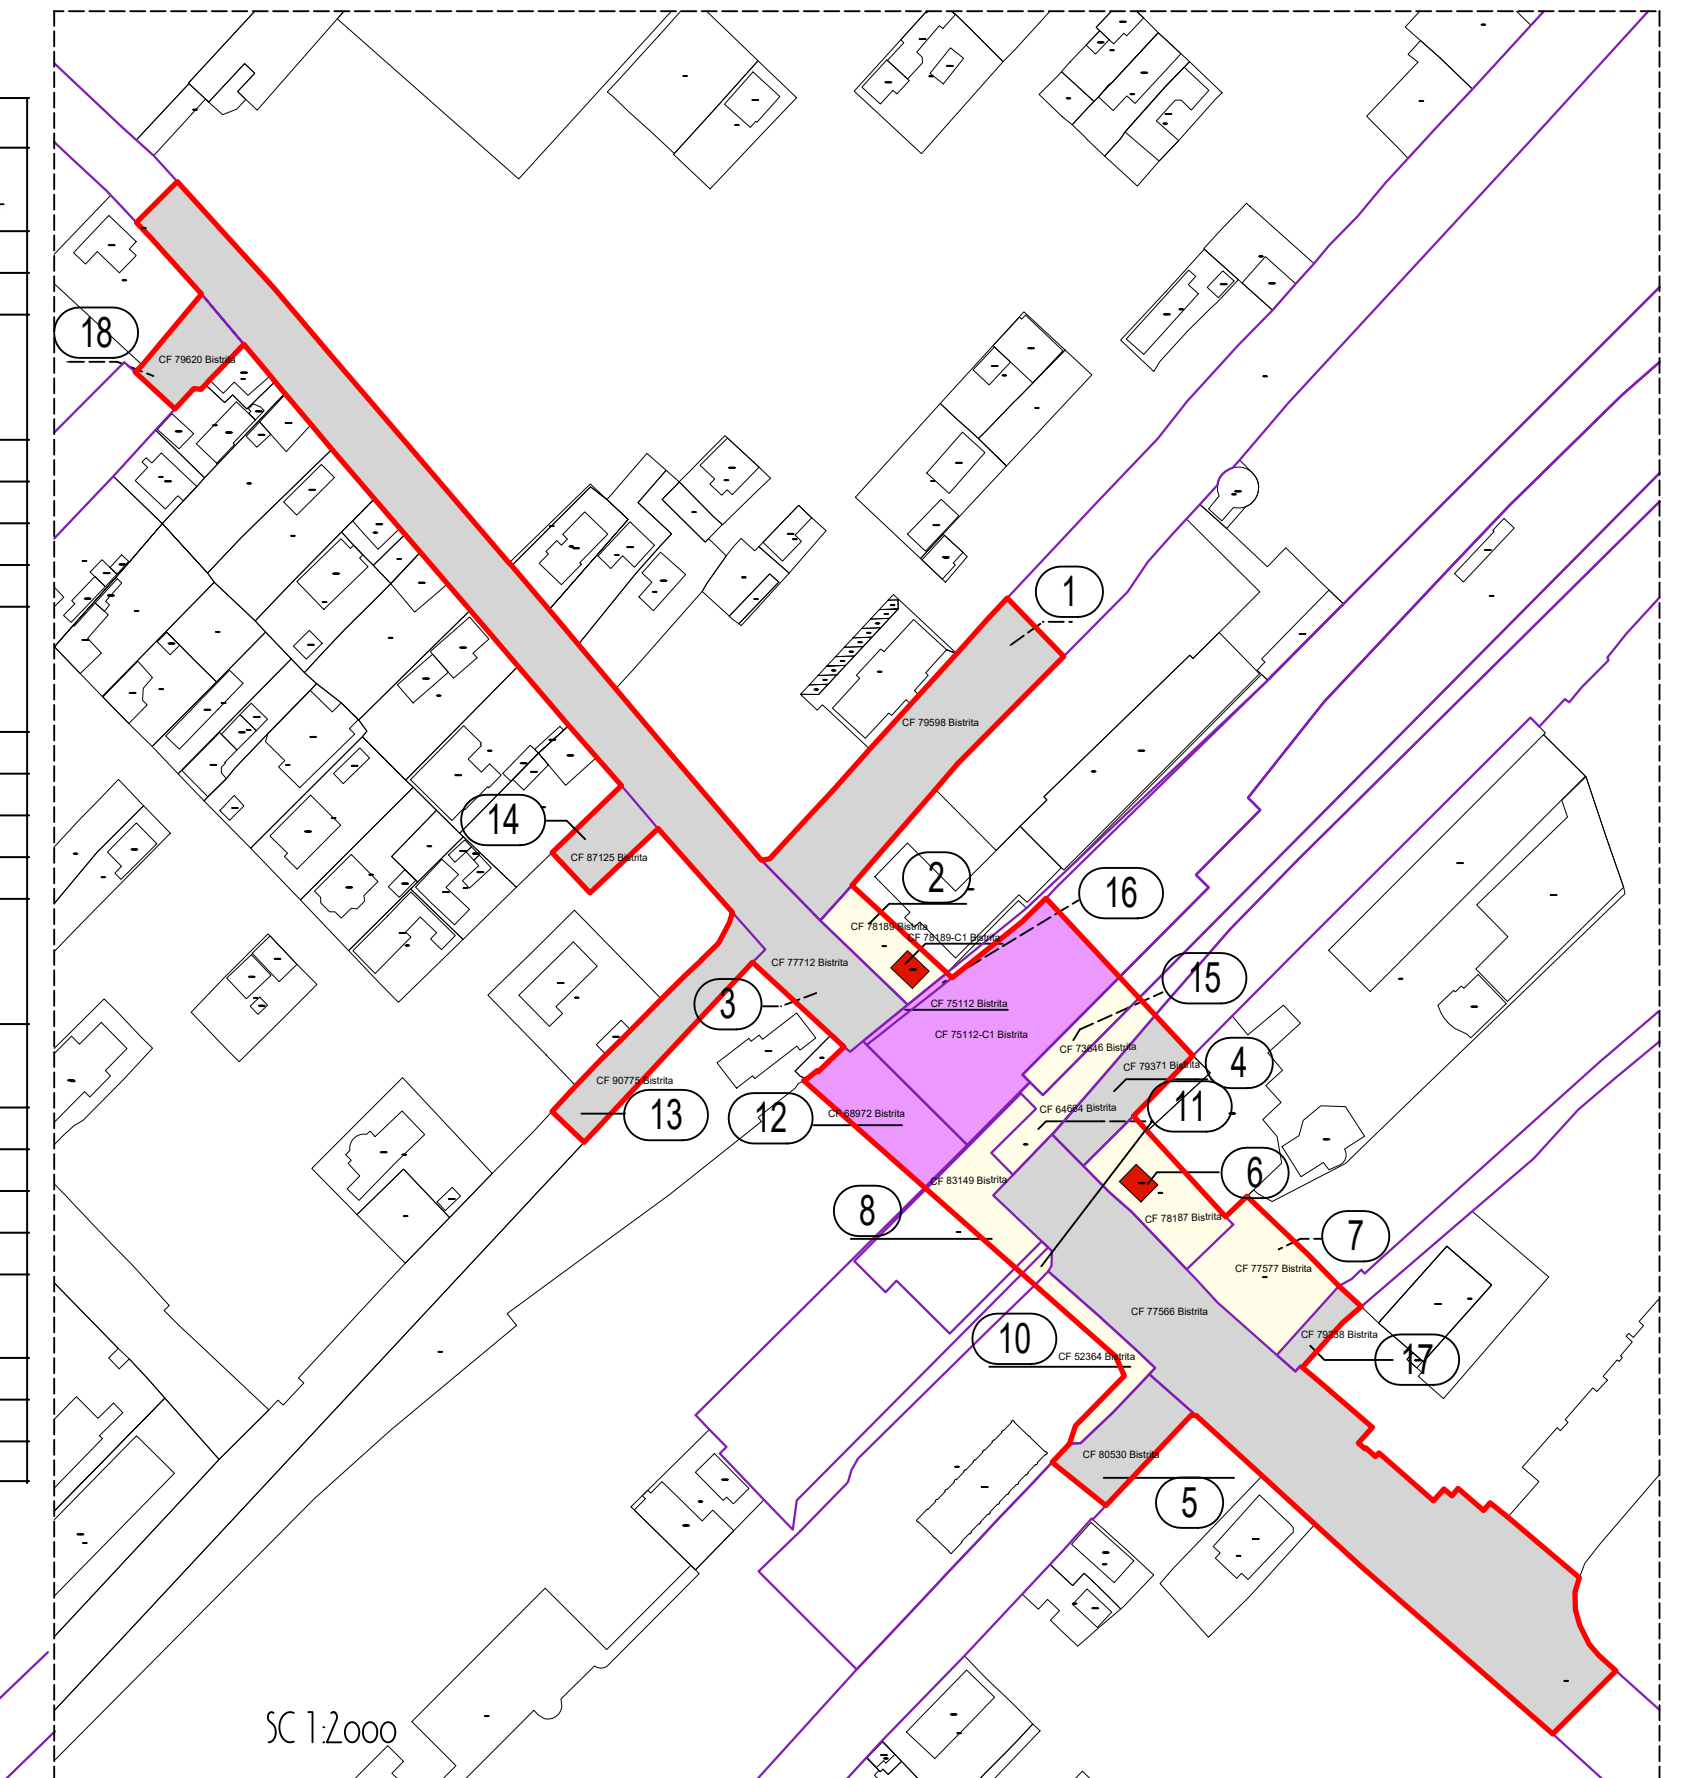 18
CF 79620 Bistrita
1
CF 79598 Bistrita
14
CF 87125 Bistrita
2
16
CF 78189 Bistrita
CF 78189-C1 Bistrita
CF 77712 Bistrita
15
3
CF 75112 Bistrita
CF 75112-C1 Bistrita
CF 73646 Bistrita
4
CF 79371 Bistrita
CF 90775 Bistrita
13
12
CF 68972 Bistrita
CF 64684 Bistrita
11
CF 83149 Bistrita
6
8
CF 78187 Bistrita
7
CF 77577 Bistrita
CF 77566 Bistrita
10
CF 52364 Bistrita
17
CF 80530 Bistrita
5
SC 1:2000